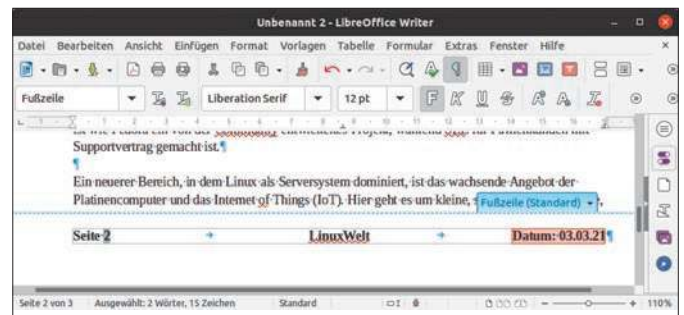 Unbenannt 2 - LibreOffice Writer
Datei Bearbeiten Ansicht Einfügen Format Vorlagen Tabelle Formular Extras Fenster Hilfe
Fußzeile Liberation Serif 12 pt F K U
Supportvertrag gemacht ist.¶
¶
Ein neuerer Bereich, in dem Linux als Serversystem dominiert, ist das wachsende Angebot der
Platinencomputer und das Internet of Things (IoT). Hier geht es um kleine,
Fußzeile (Standard)
Seite 2 → LinuxWelt → Datum: 03.03.21¶
Seite 2 von 3 Ausgewählt: 2 Wörter, 15 Zeichen Standard 110%